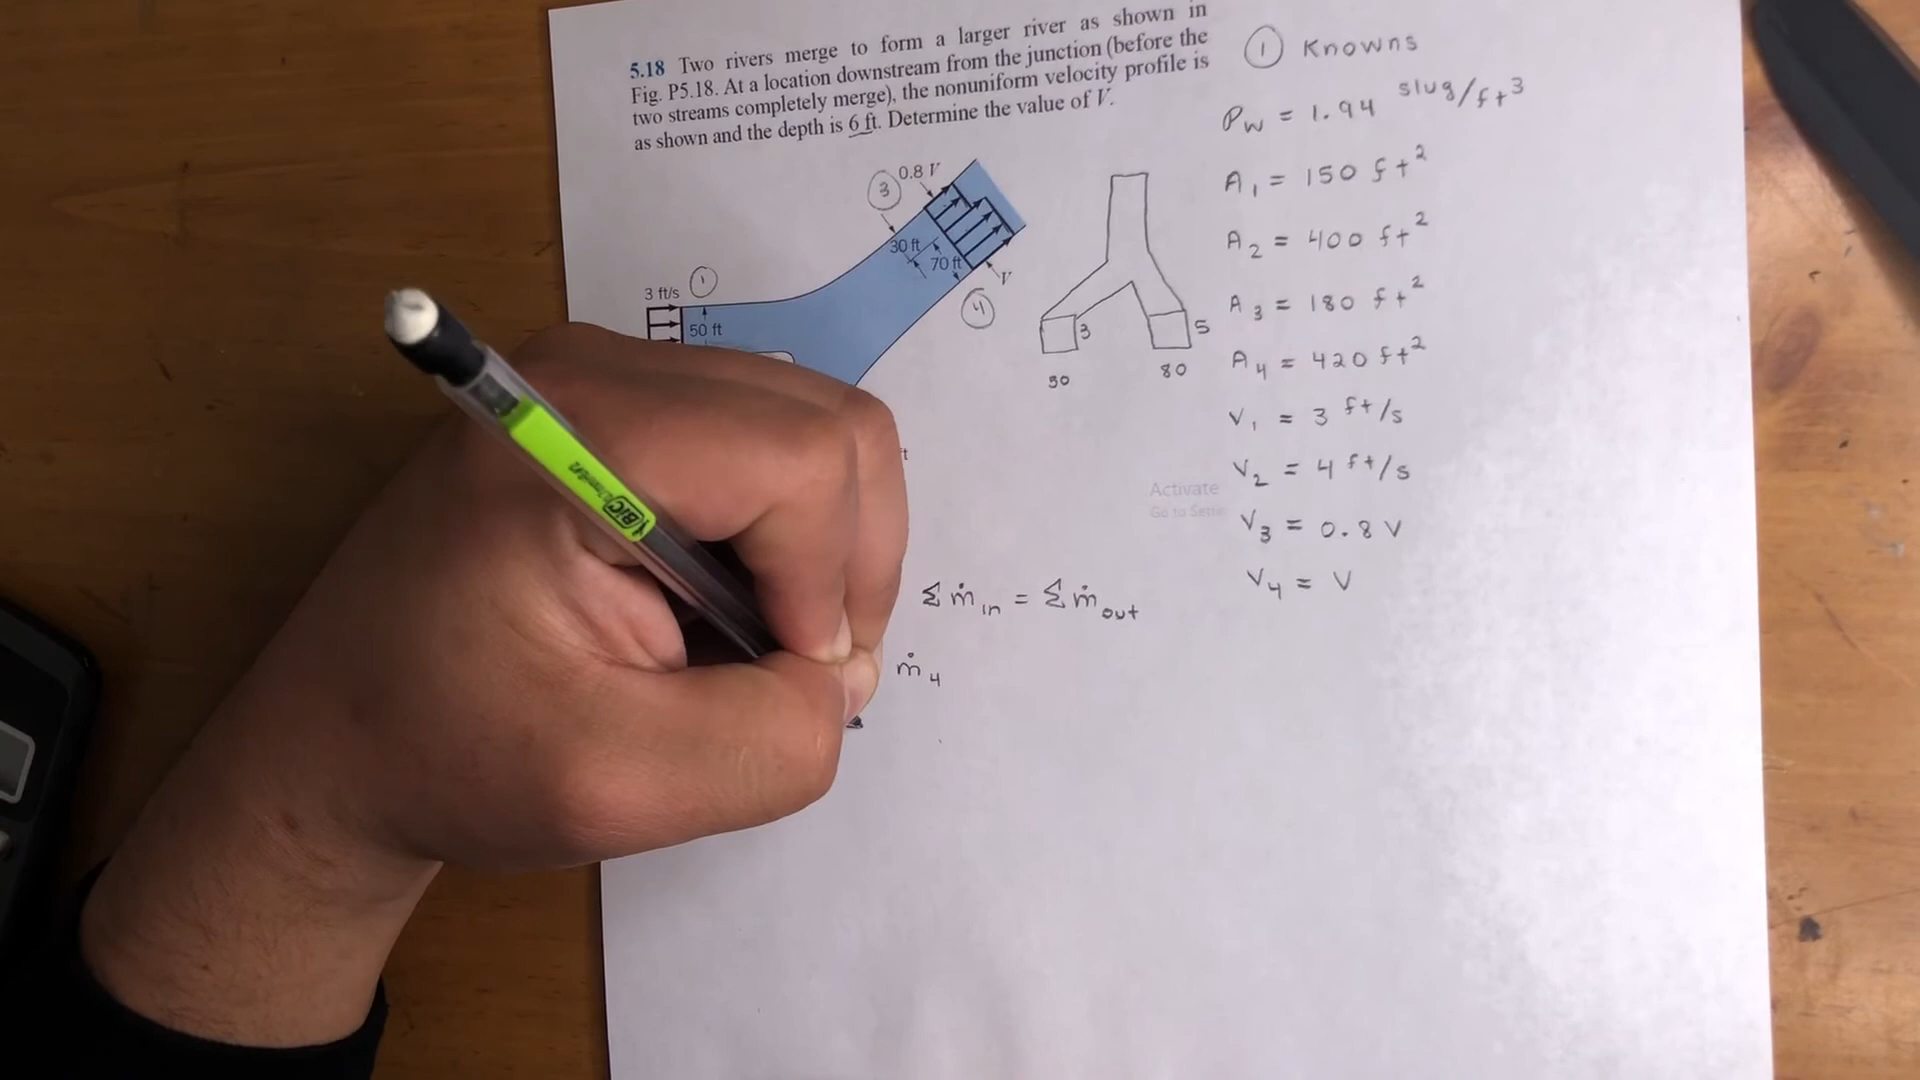 5.18 Two rivers merge to form a larger river as shown in
Fig. P5.18. At a location downstream from the junction (before the
two streams completely merge), the nonuniform velocity profile is
as shown and the depth is 6 ft. Determine the value of V.
0.8 V
3
30 ft
70 ft
V
4
3 ft/s
1
50 ft
3
5
50
80
1 Knowns
ρw = 1.94 slug/ft³
A₁ = 150 ft²
A₂ = 400 ft²
A₃ = 180 ft²
A₄ = 420 ft²
V₁ = 3 ft/s
V₂ = 4 ft/s
V₃ = 0.8 V
V₄ = V
Activate
Go to
Σṁin = Σṁout
ṁ₄
BIC